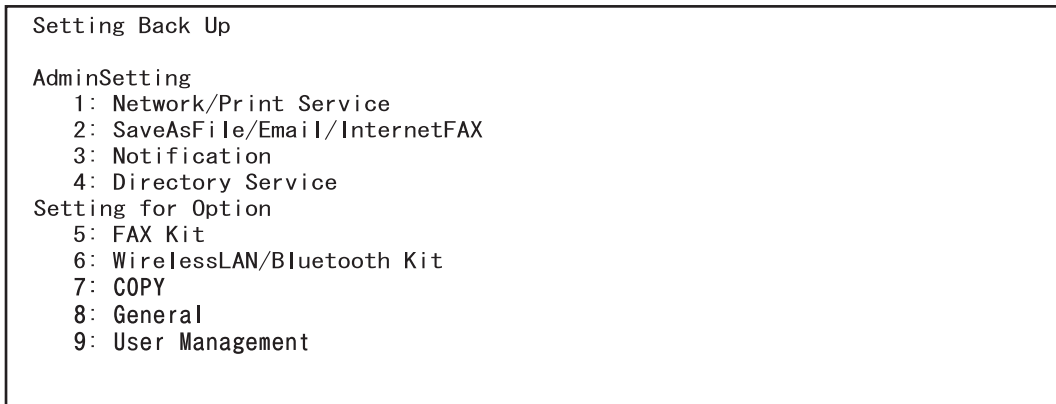 Setting Back Up
AdminSetting
1: Network/Print Service
2: SaveAsFile/Email/InternetFAX
3: Notification
4: Directory Service
Setting for Option
5: FAX Kit
6: WirelessLAN/Bluetooth Kit
7: COPY
8: General
9: User Management